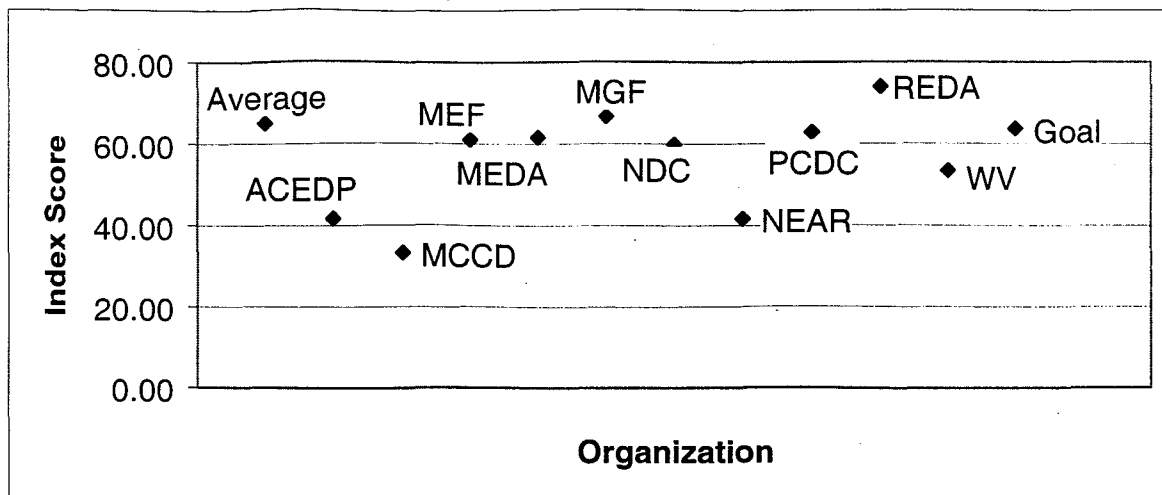 80.00
60.00
40.00
20.00
0.00
Index Score
Average
ACEDP
MCCD
MEF
MEDA
MGF
NDC
NEAR
PCDC
REDA
WV
Goal
Organization